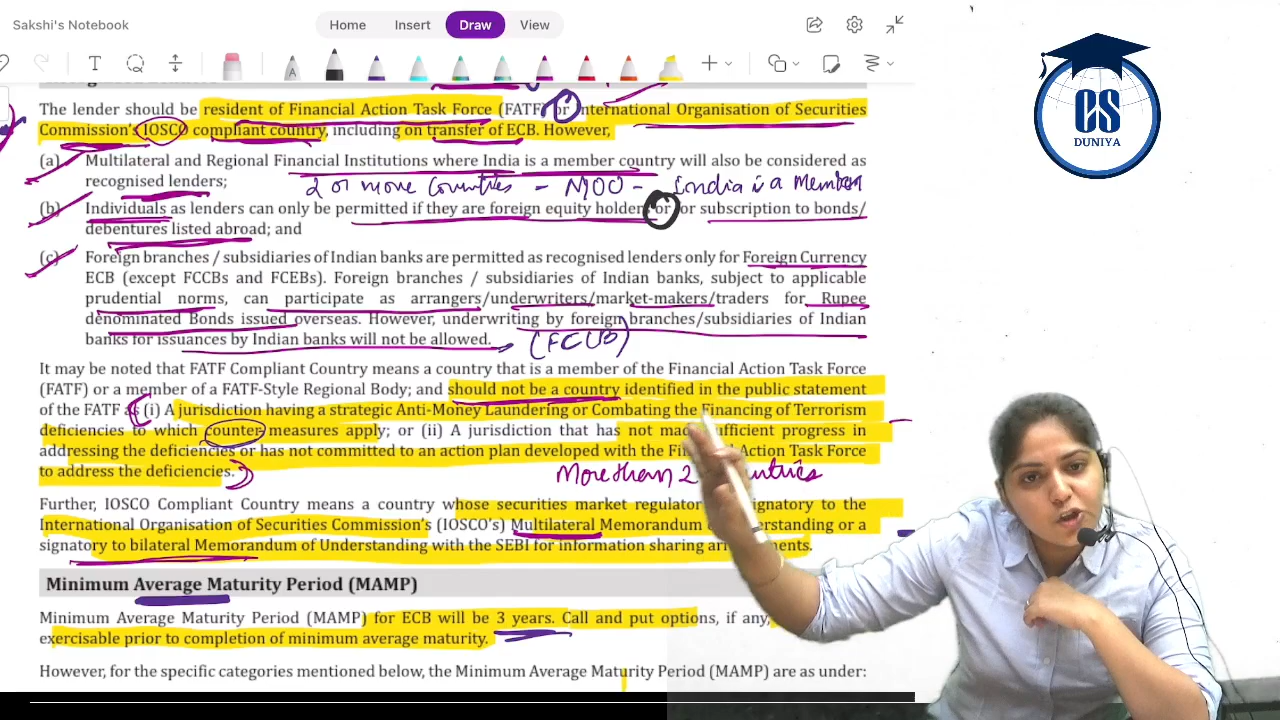 Sakshi's Notebook
Home Insert Draw View
The lender should be resident of Financial Action Task Force (FATF) or International Organisation of Securities
Commission's IOSCO compliant country, including on transfer of ECB. However,
(a) Multilateral and Regional Financial Institutions where India is a member country will also be considered as
recognised lenders;
2 or more Countries - MOU - India is a Member
(b) Individuals as lenders can only be permitted if they are foreign equity holders or for subscription to bonds/
debentures listed abroad; and
(c) Foreign branches / subsidiaries of Indian banks are permitted as recognised lenders only for Foreign Currency
ECB (except FCCBs and FCEBs). Foreign branches / subsidiaries of Indian banks, subject to applicable
prudential norms, can participate as arrangers/underwriters/market-makers/traders for Rupee
denominated Bonds issued overseas. However, underwriting by foreign branches/subsidiaries of Indian
banks for issuances by Indian banks will not be allowed.
It may be noted that FATF Compliant Country means a country that is a member of the Financial Action Task Force
(FATF) or a member of a FATF-Style Regional Body; and should not be a country identified in the public statement
of the FATF as (i) A jurisdiction having a strategic Anti-Money Laundering or Combating the Financing of Terrorism
deficiencies to which counter measures apply; or (ii) A jurisdiction that has not made sufficient progress in
addressing the deficiencies or has not committed to an action plan developed with the Financial Action Task Force
to address the deficiencies.
More than 2
Further, IOSCO Compliant Country means a country whose securities market regulator signatory to the
International Organisation of Securities Commission's (IOSCO's) Multilateral Memorandum Understanding or a
signatory to bilateral Memorandum of Understanding with the SEBI for information sharing arrangements.
Minimum Average Maturity Period (MAMP)
Minimum Average Maturity Period (MAMP) for ECB will be 3 years. Call and put options, if any,
exercisable prior to completion of minimum average maturity.
However, for the specific categories mentioned below, the Minimum Average Maturity Period (MAMP) are as under:
CS
DUNIYA